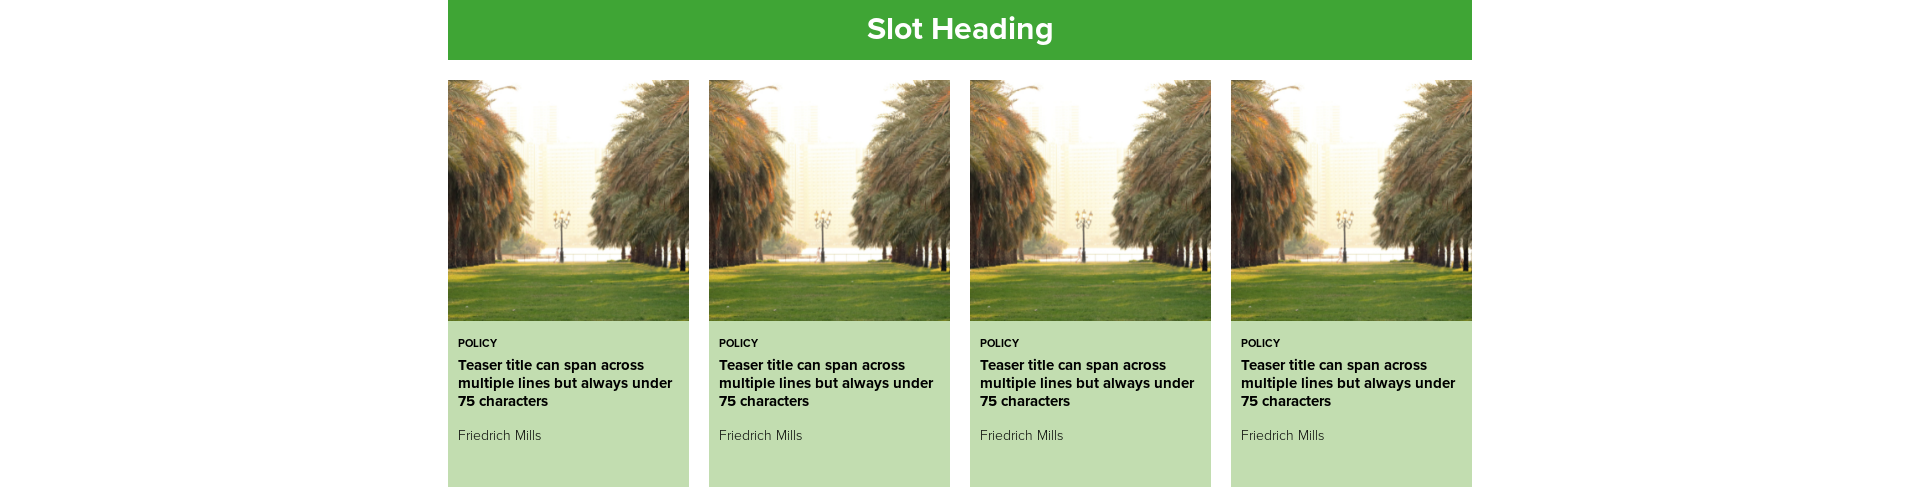 Slot Heading
POLICY
Teaser title can span across
multiple lines but always under
75 characters
Friedrich Mills
POLICY
Teaser title can span across
multiple lines but always under
75 characters
Friedrich Mills
POLICY
Teaser title can span across
multiple lines but always under
75 characters
Friedrich Mills
POLICY
Teaser title can span across
multiple lines but always under
75 characters
Friedrich Mills